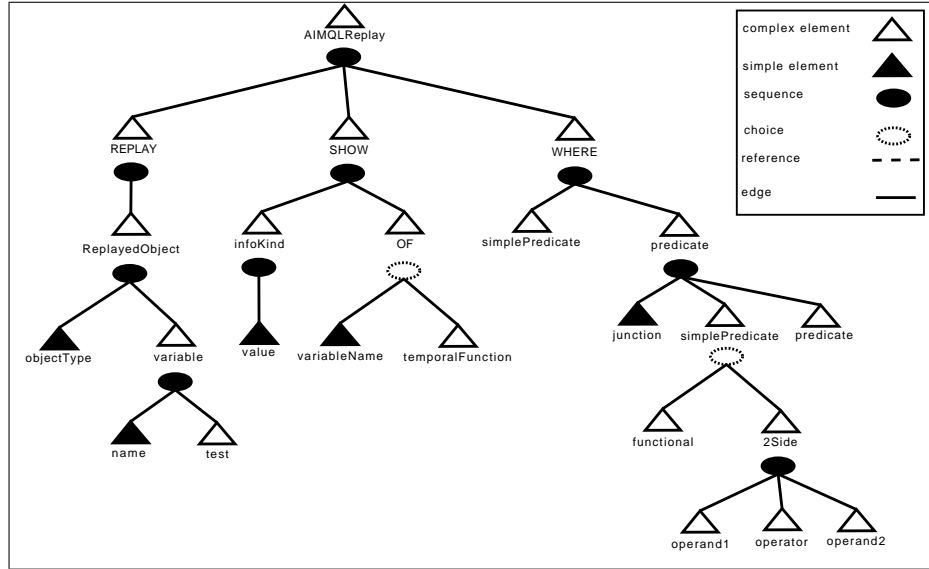 AIMQLReplay
complex element
simple element
sequence
choice
reference
edge
REPLAY
SHOW
WHERE
ReplayedObject
infoKind
OF
simplePredicate
predicate
objectType
variable
value
variableName
temporalFunction
junction
simplePredicate
predicate
name
test
functional
2Side
operand1
operator
operand2